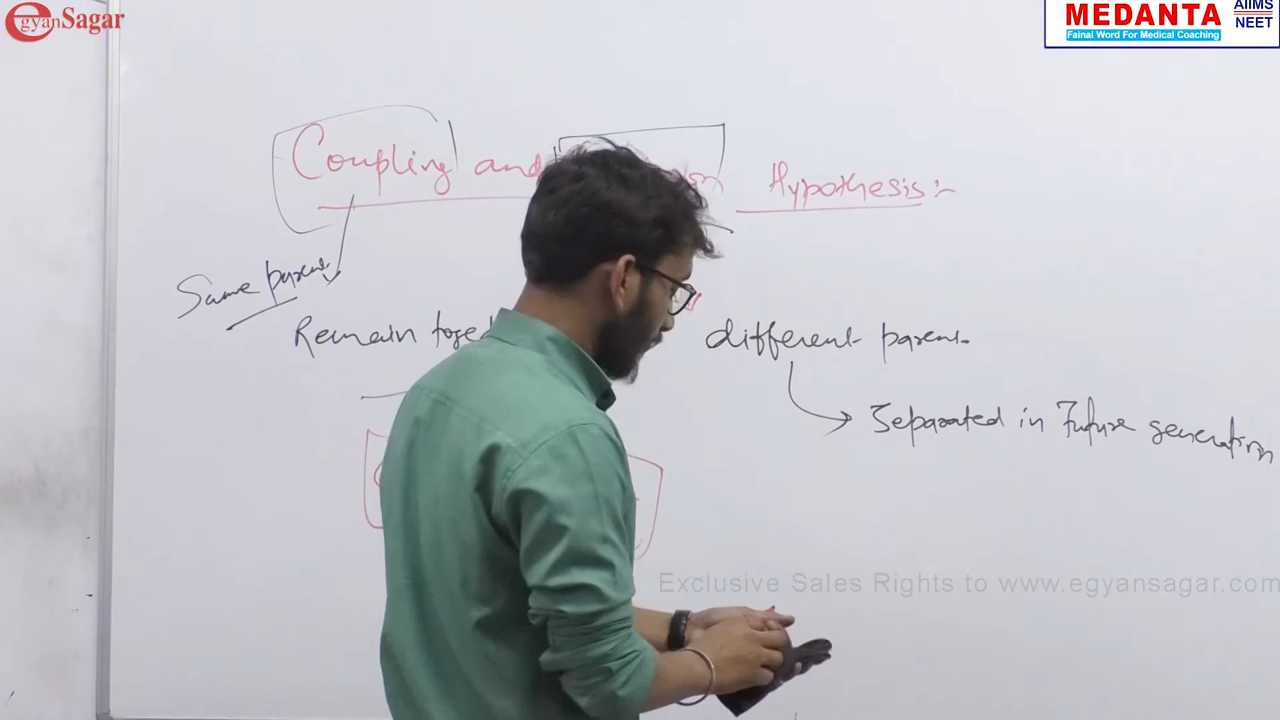 egyanSagar
MEDANTA
AIIMS
NEET
Fainal Word For Medical Coaching
Coupling and
Hypothesis:-
Same parent
Remain toge
different parent.
Separated in Future generation
Exclusive Sales Rights to www.egyansagar.com